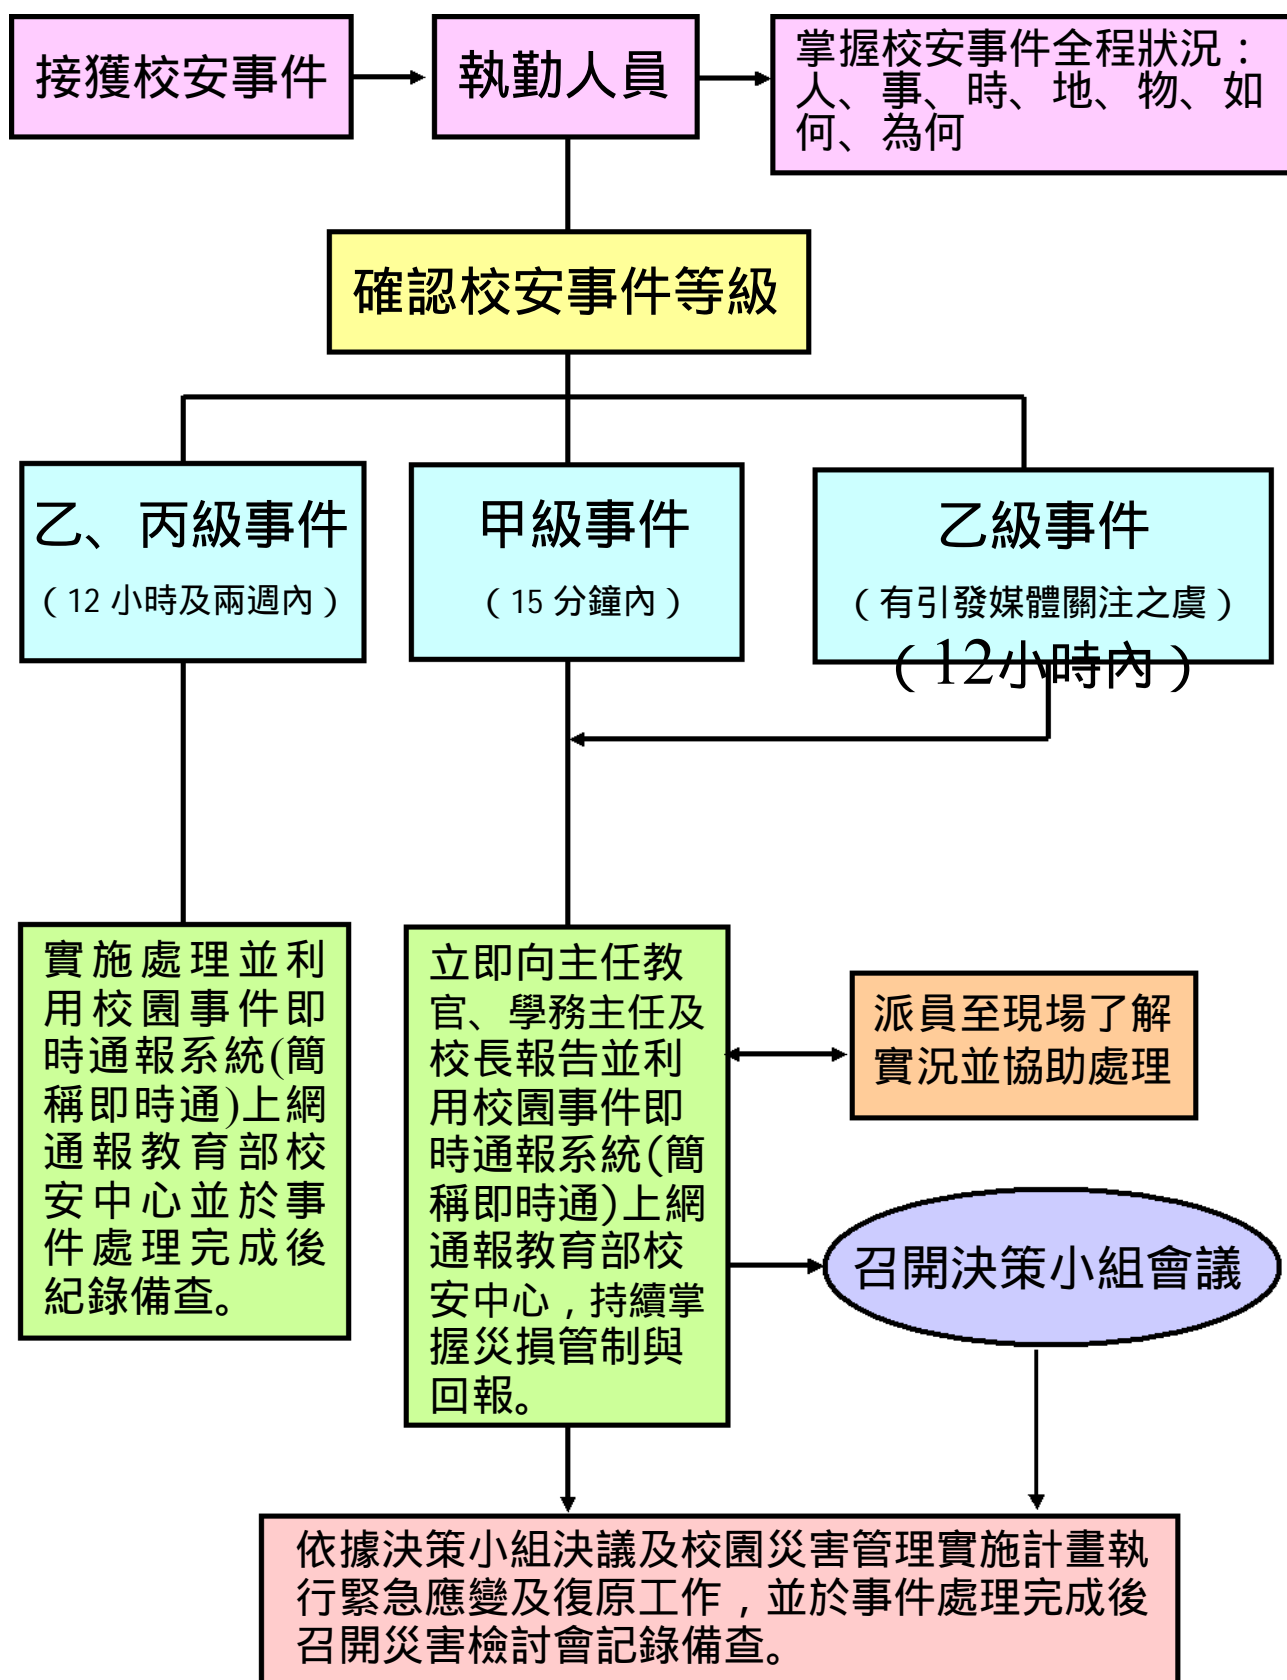 接獲校安事件
執勤人員
掌握校安事件全程狀況：
人、事、時、地、物、如
何、為何
確認校安事件等級
乙、丙級事件
（12 小時及兩週內）
甲級事件
（15 分鐘內）
乙級事件
（有引發媒體關注之虞）
（12小時內）
實施處理並利
用校園事件即
時通報系統(簡
稱即時通)上網
通報教育部校
安中心並於事
件處理完成後
紀錄備查。
立即向主任教
官、學務主任及
校長報告並利
用校園事件即
時通報系統(簡
稱即時通)上網
通報教育部校
安中心，持續掌
握災損管制與
回報。
派員至現場了解
實況並協助處理
召開決策小組會議
依據決策小組決議及校園災害管理實施計畫執
行緊急應變及復原工作，並於事件處理完成後
召開災害檢討會記錄備查。